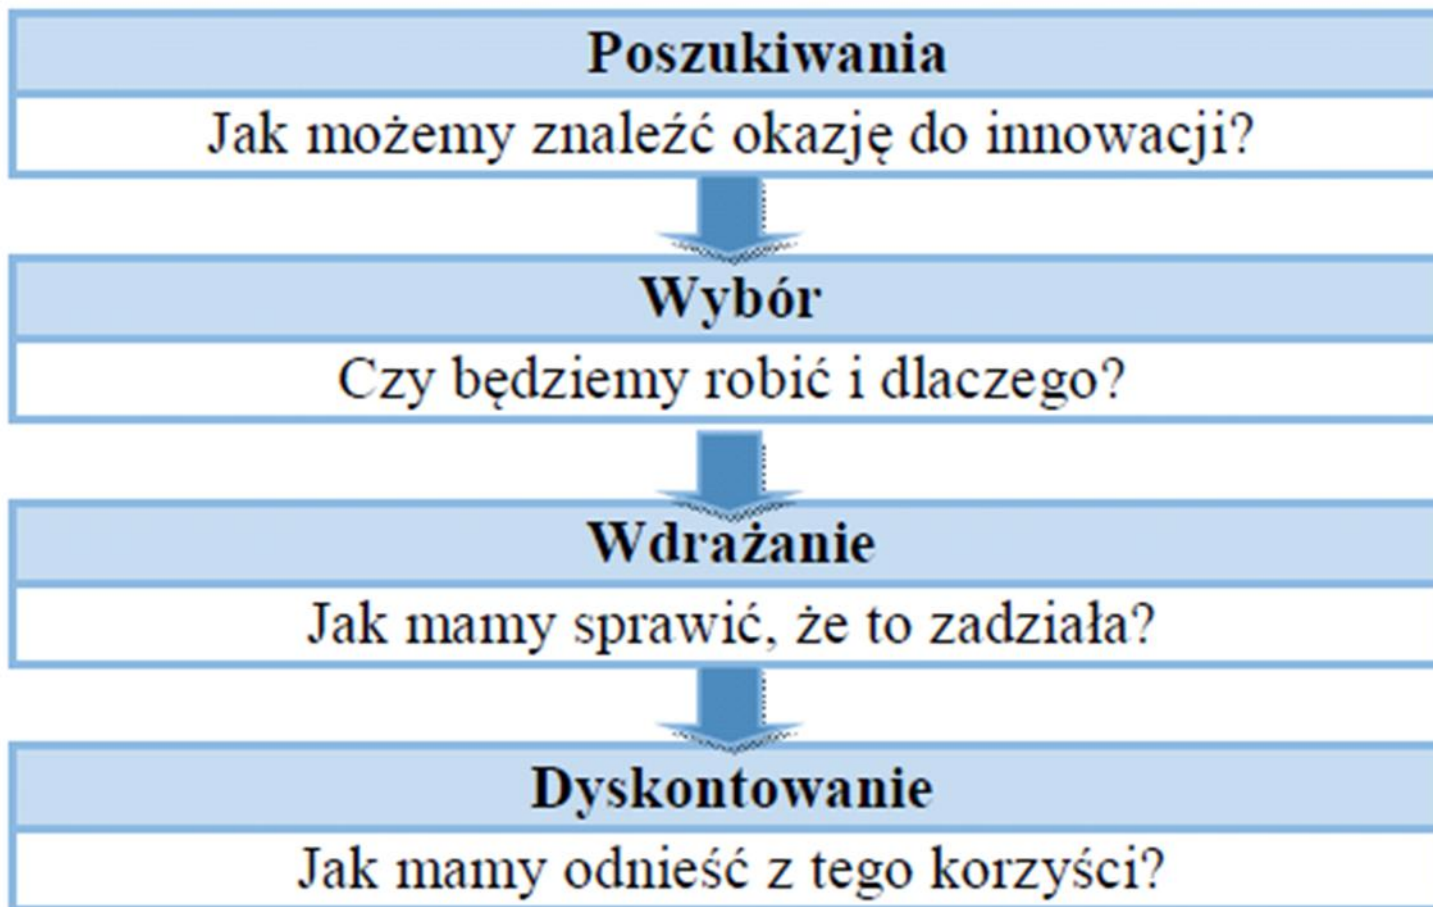 Poszukiwania
Jak możemy znaleźć okazję do innowacji?
Wybór
Czy będziemy robić i dlaczego?
Wdrażanie
Jak mamy sprawić, że to zadziała?
Dyskontowanie
Jak mamy odnieść z tego korzyści?